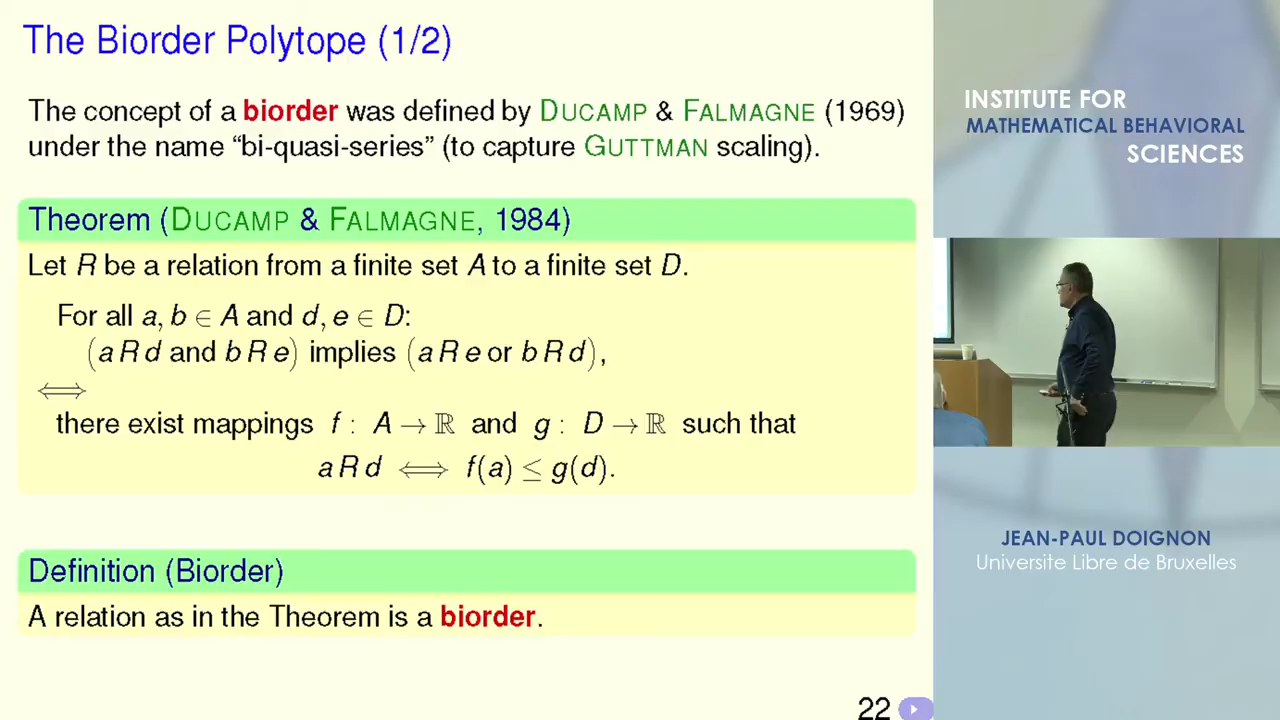 The Biorder Polytope (1/2)
The concept of a biorder was defined by DUCAMP & FALMAGNE (1969)
under the name “bi-quasi-series” (to capture GUTTMAN scaling).
Theorem (DUCAMP & FALMAGNE, 1984)
Let R be a relation from a finite set A to a finite set D.
For all a, b ∈ A and d, e ∈ D:
(a R d and b R e) implies (a R e or b R d),
⟺
there exist mappings f : A → ℝ and g : D → ℝ such that
a R d ⟺ f(a) ≤ g(d).
Definition (Biorder)
A relation as in the Theorem is a biorder.
22
INSTITUTE FOR
MATHEMATICAL BEHAVIORAL
SCIENCES
JEAN-PAUL DOIGNON
Universite Libre de Bruxelles